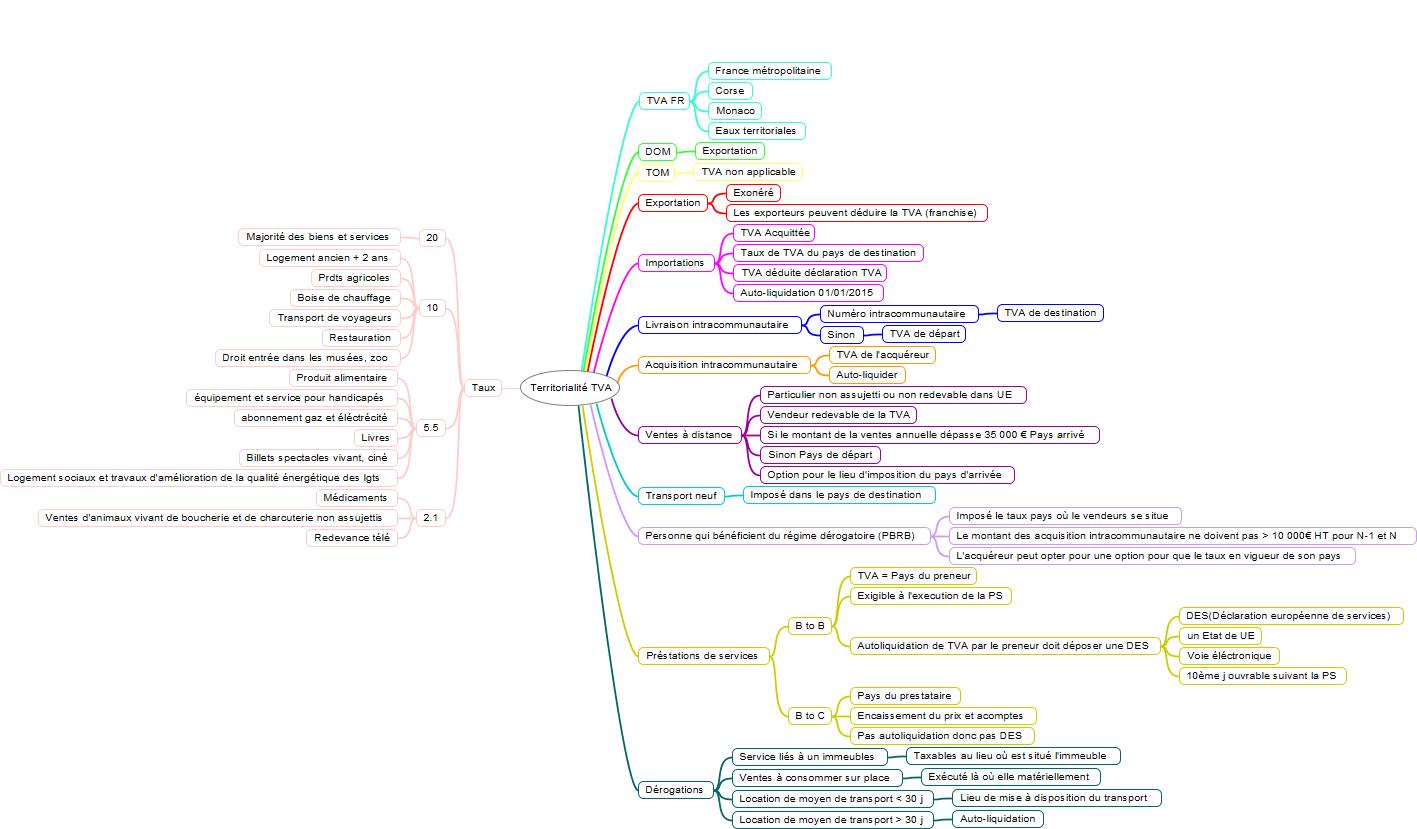 Territorialité TVA
Taux
20
Majorité des biens et services
10
Logement ancien + 2 ans
Prdts agricoles
Boise de chauffage
Transport de voyageurs
Restauration
Droit entrée dans les musées, zoo
5.5
Produit alimentaire
équipement et service pour handicapés
abonnement gaz et éléctrécité
Livres
Billets spectacles vivant, ciné
Logement sociaux et travaux d'amélioration de la qualité énergétique des lgts
2.1
Médicaments
Ventes d'animaux vivant de boucherie et de charcuterie non assujettis
Redevance télé
TVA FR
France métropolitaine
Corse
Monaco
Eaux territoriales
DOM
Exportation
TOM
TVA non applicable
Exportation
Exonéré
Les exporteurs peuvent déduire la TVA (franchise)
Importations
TVA Acquittée
Taux de TVA du pays de destination
TVA déduite déclaration TVA
Auto-liquidation 01/01/2015
Livraison intracommunautaire
Numéro intracommunautaire
TVA de destination
Sinon
TVA de départ
Acquisition intracommunautaire
TVA de l'acquéreur
Auto-liquider
Ventes à distance
Particulier non assujetti ou non redevable dans UE
Vendeur redevable de la TVA
Si le montant de la ventes annuelle dépasse 35 000 € Pays arrivé
Sinon Pays de départ
Option pour le lieu d'imposition du pays d'arrivée
Transport neuf
Imposé dans le pays de destination
Personne qui bénéficient du régime dérogatoire (PBRB)
Imposé le taux pays où le vendeurs se situe
Le montant des acquisition intracommunautaire ne doivent pas > 10 000€ HT pour N-1 et N
L'acquéreur peut opter pour une option pour que le taux en vigueur de son pays
Préstations de services
B to B
TVA = Pays du preneur
Exigible à l'execution de la PS
Autoliquidation de TVA par le preneur doit déposer une DES
DES(Déclaration européenne de services)
un Etat de UE
Voie éléctronique
10ème j ouvrable suivant la PS
B to C
Pays du prestataire
Encaissement du prix et acomptes
Pas autoliquidation donc pas DES
Dérogations
Service liés à un immeubles
Taxables au lieu où est situé l'immeuble
Ventes à consommer sur place
Exécuté là où elle matériellement
Location de moyen de transport < 30 j
Lieu de mise à disposition du transport
Location de moyen de transport > 30 j
Auto-liquidation